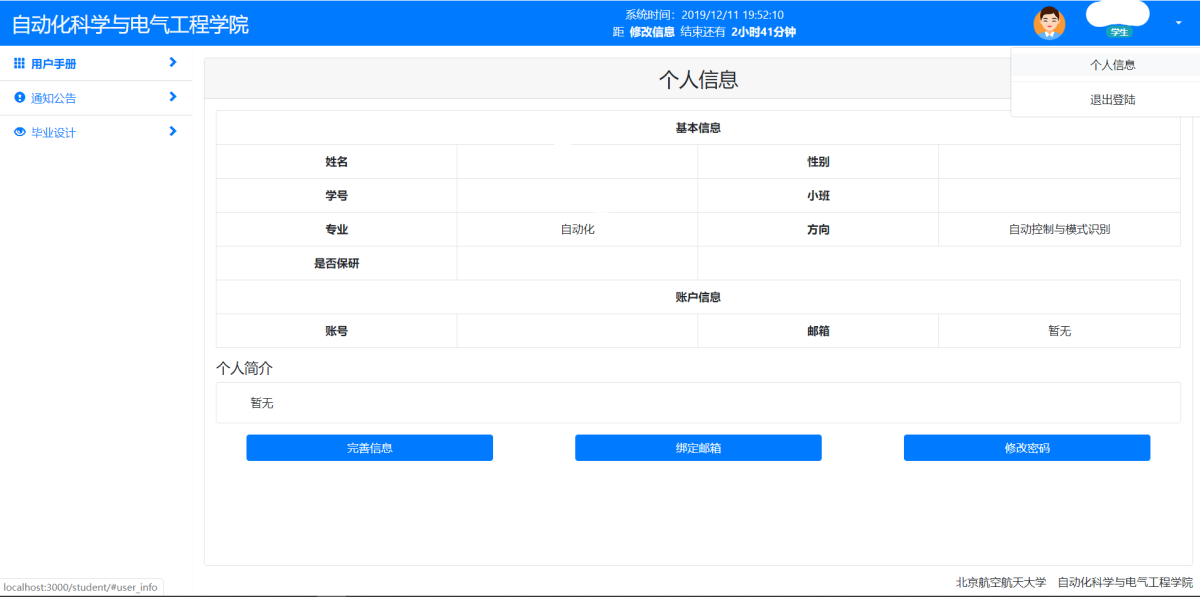 自动化科学与电气工程学院
系统时间：2019/12/11 19:52:10
距 修改信息 结束还有 2小时41分钟
学生
个人信息
退出登陆
用户手册
通知公告
毕业设计
个人信息
基本信息
姓名 性别
学号 小班
专业 自动化 方向 自动控制与模式识别
是否保研
账户信息
账号 邮箱 暂无
个人简介
暂无
完善信息 绑定邮箱 修改密码
localhost:3000/student/#user_info
北京航空航天大学 自动化科学与电气工程学院